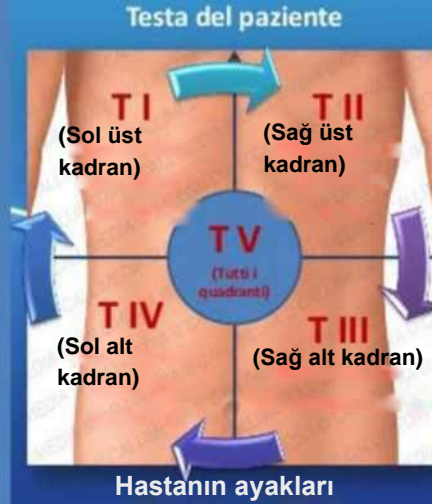 Testa del paziente
T I
(Sol üst
kadran)
T II
(Sağ üst
kadran)
T V
(Tutti i
quadranti)
T IV
(Sol alt
kadran)
T III
(Sağ alt kadran)
Hastanın ayakları